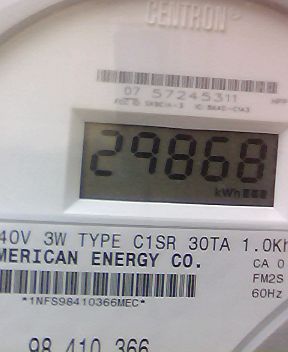 CENTRON®
07 57245311
29868
kWh
40V 3W TYPE C1SR 30TA 1.0Kh
MERICAN ENERGY CO.
CA 0
FM2S
60Hz
*1NFS98410366MEC*
98 410 366